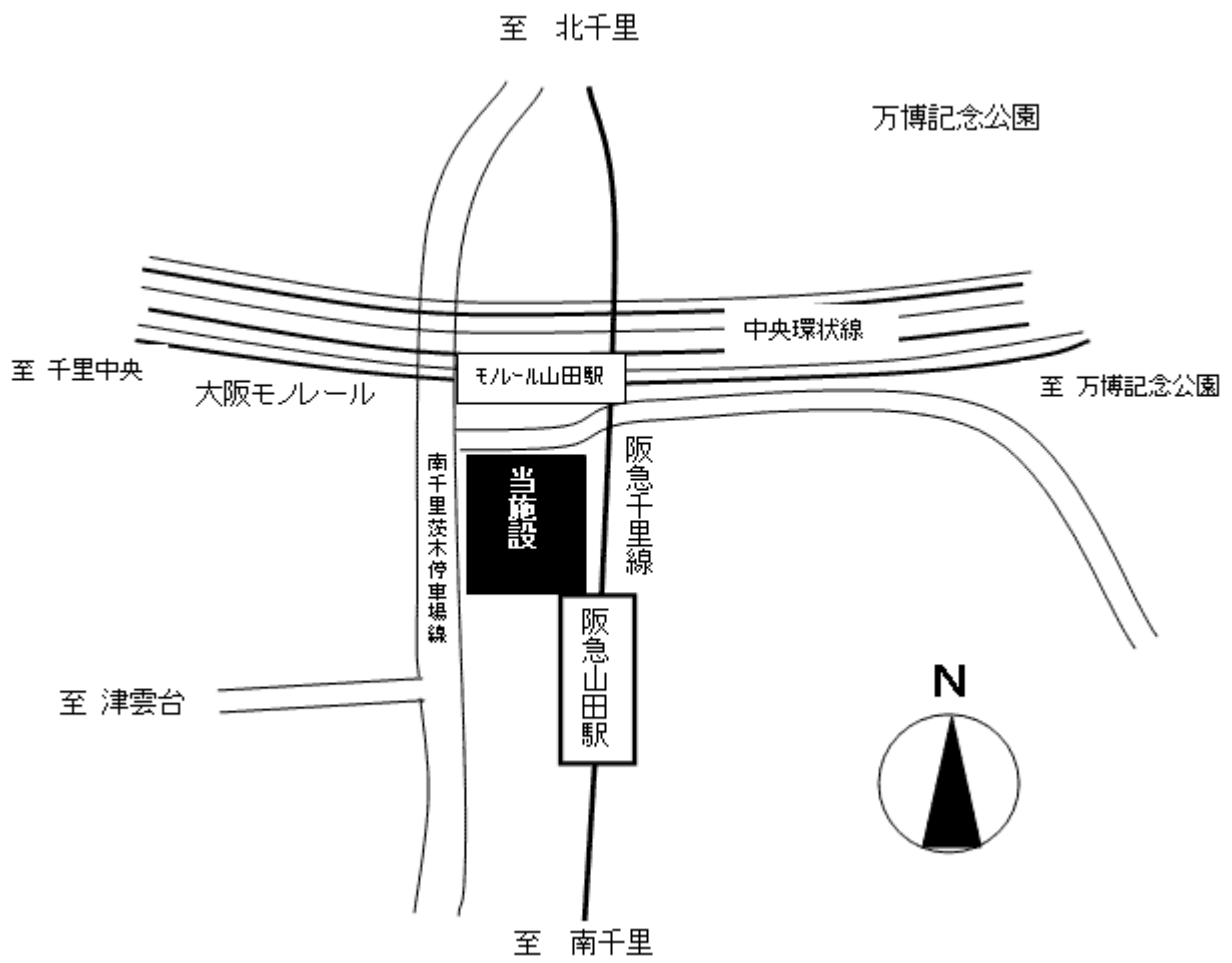 至　北千里
万博記念公園
中央環状線
至 千里中央
ﾓﾉﾚｰﾙ山田駅
大阪モノレール
至 万博記念公園
南千里茨木停車場線
当施設
阪急千里線
阪急山田駅
至 津雲台
N
至　南千里